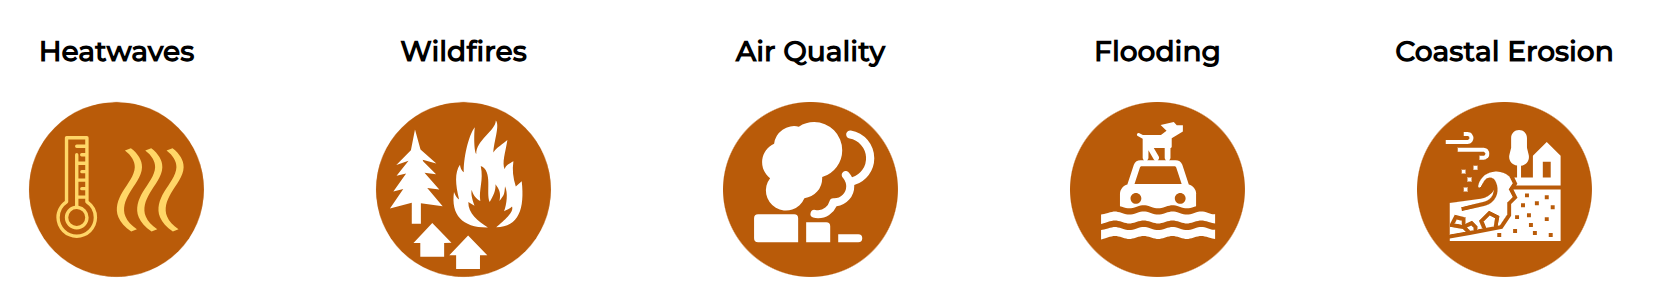 Heatwaves
Wildfires
Air Quality
Flooding
Coastal Erosion